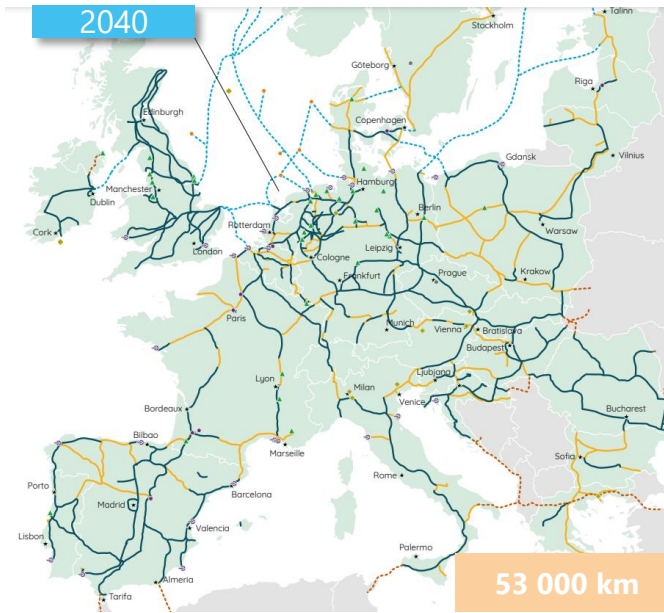 2040
Tallinn
Stockholm
Göteborg
Riga
Edinburgh
Copenhagen
Vilnius
Gdansk
Manchester
Hamburg
Dublin
Berlin
Cork
Rotterdam
Warsaw
London
Leipzig
Cologne
Frankfurt
Prague
Krakow
Paris
Munich
Vienna
Bratislava
Budapest
Lyon
Milan
Ljubjana
Venice
Bordeaux
Bucharest
Bilbao
Marseille
Sofia
Porto
Barcelona
Rome
Madrid
Lisbon
Valencia
Palermo
Almeria
Tarifa
53 000 km